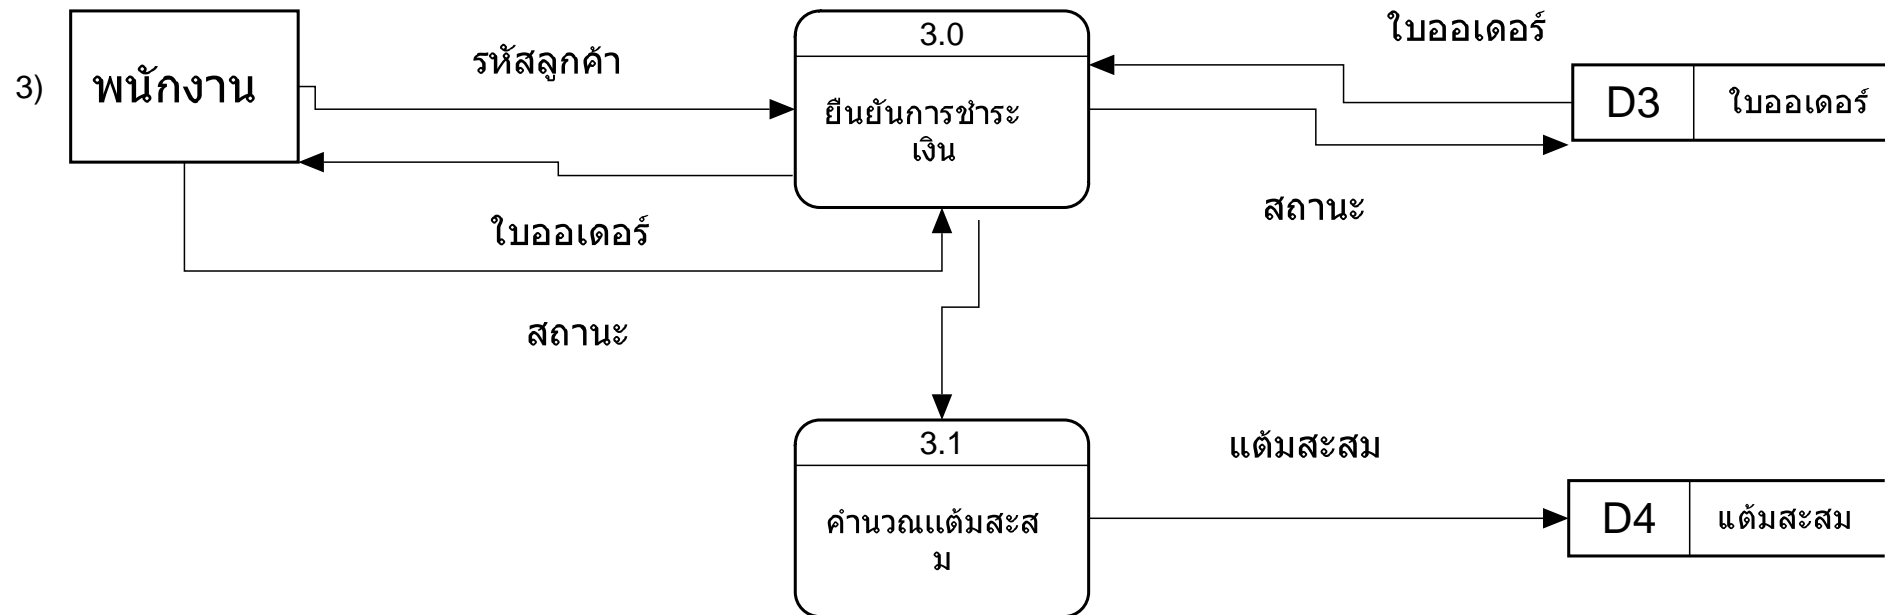 3)
พนักงาน
รหัสลูกค้า
3.0
ยืนยันการชำระ
เงิน
ใบออเดอร์
D3
ใบออเดอร์
ใบออเดอร์
สถานะ
สถานะ
3.1
คำนวณแต้มสะส
ม
แต้มสะสม
D4
แต้มสะสม